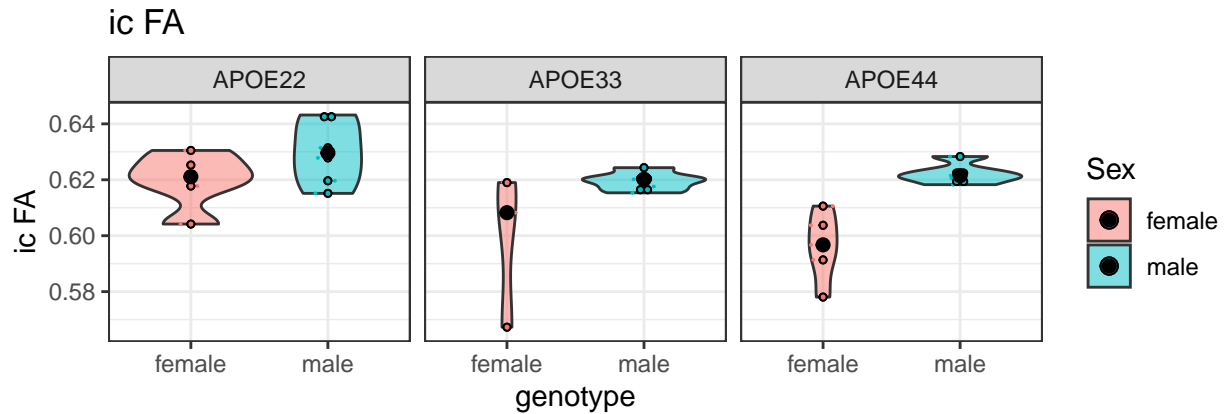 ic FA
APOE22 APOE33 APOE44
0.64
0.62
0.60
0.58
ic FA
female male female male female male
genotype
Sex
female
male